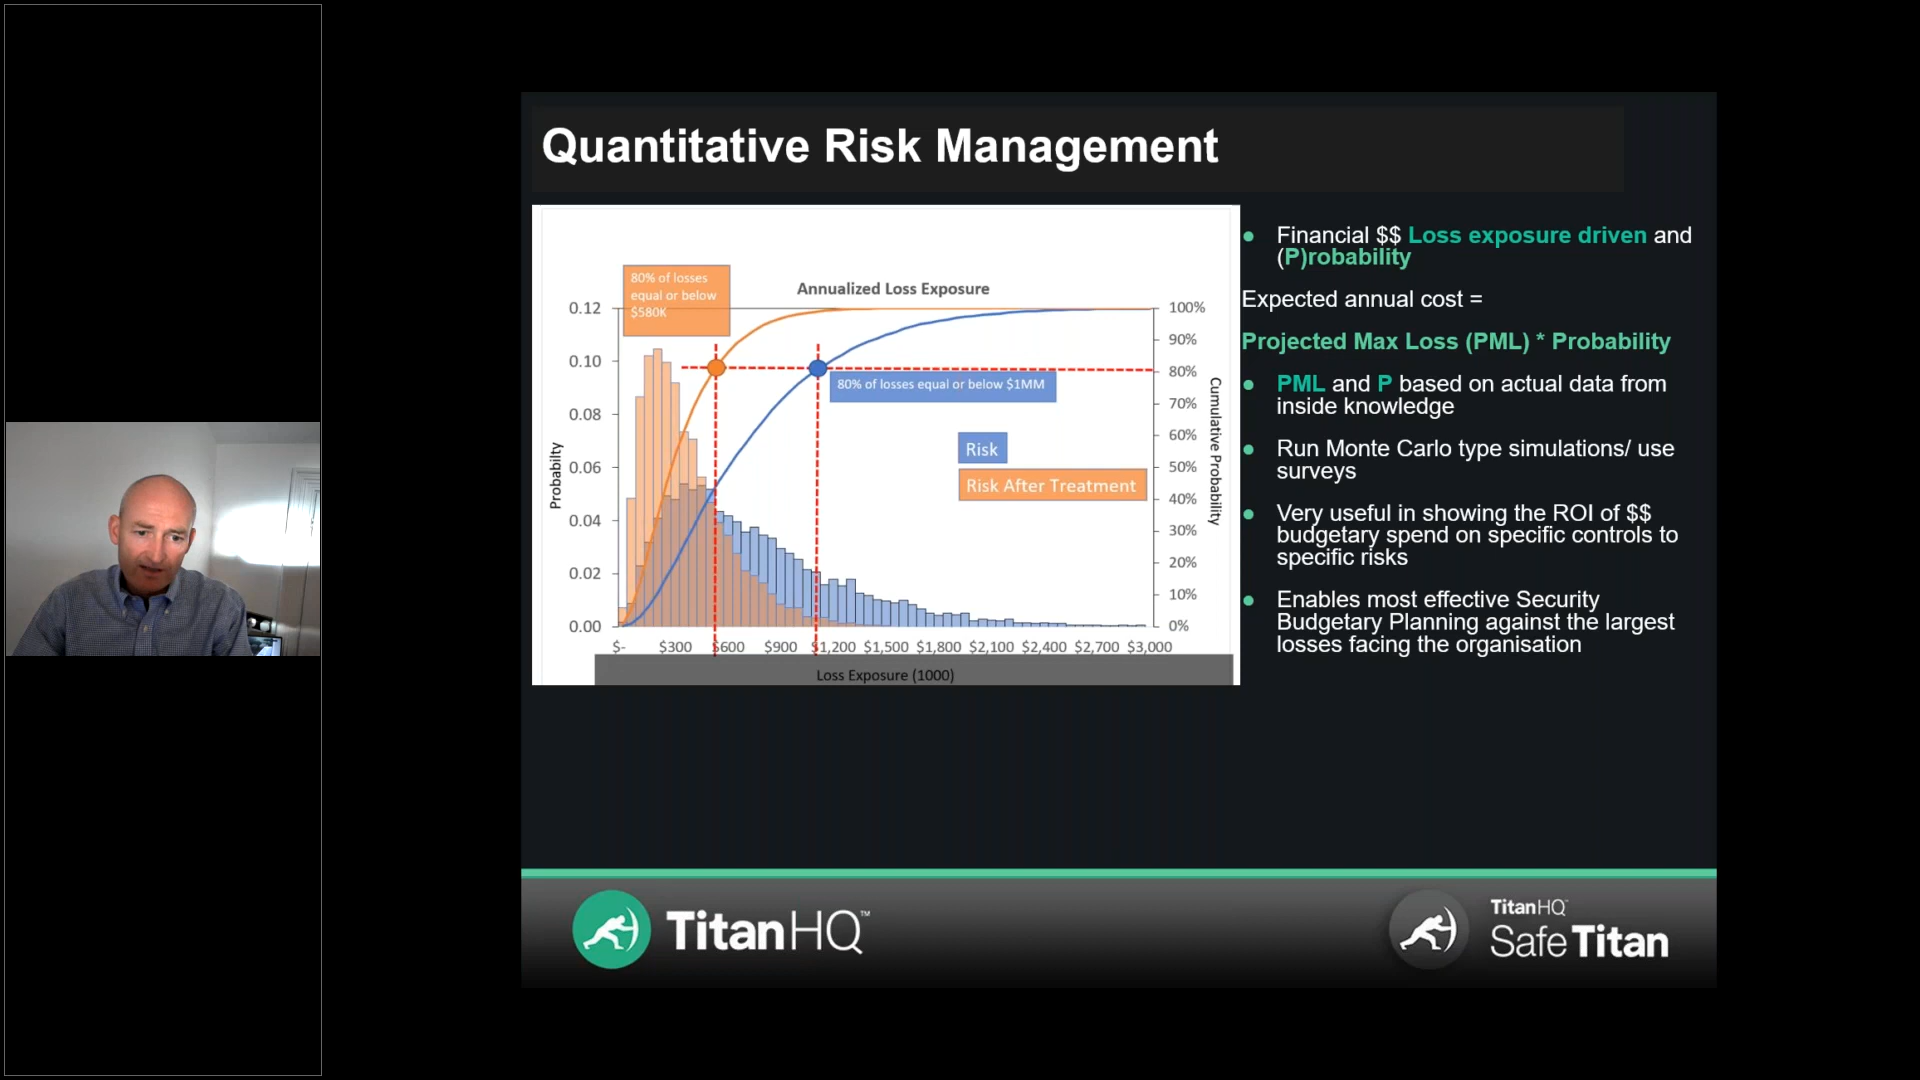 Quantitative Risk Management
80% of losses
equal or below
$580K
Annualized Loss Exposure
0.12
0.10
0.08
0.06
0.04
0.02
0.00
Probabilty
100%
90%
80%
70%
60%
50%
40%
30%
20%
10%
0%
Cumulative Probability
80% of losses equal or below $1MM
Risk
Risk After Treatment
$- $300 $600 $900 $1,200 $1,500 $1,800 $2,100 $2,400 $2,700 $3,000
Loss Exposure (1000)
Financial $$ Loss exposure driven and
(P)robability
Expected annual cost =
Projected Max Loss (PML) * Probability
PML and P based on actual data from
inside knowledge
Run Monte Carlo type simulations/ use
surveys
Very useful in showing the ROI of $$
budgetary spend on specific controls to
specific risks
Enables most effective Security
Budgetary Planning against the largest
losses facing the organisation
TitanHQ™
TitanHQ
SafeTitan